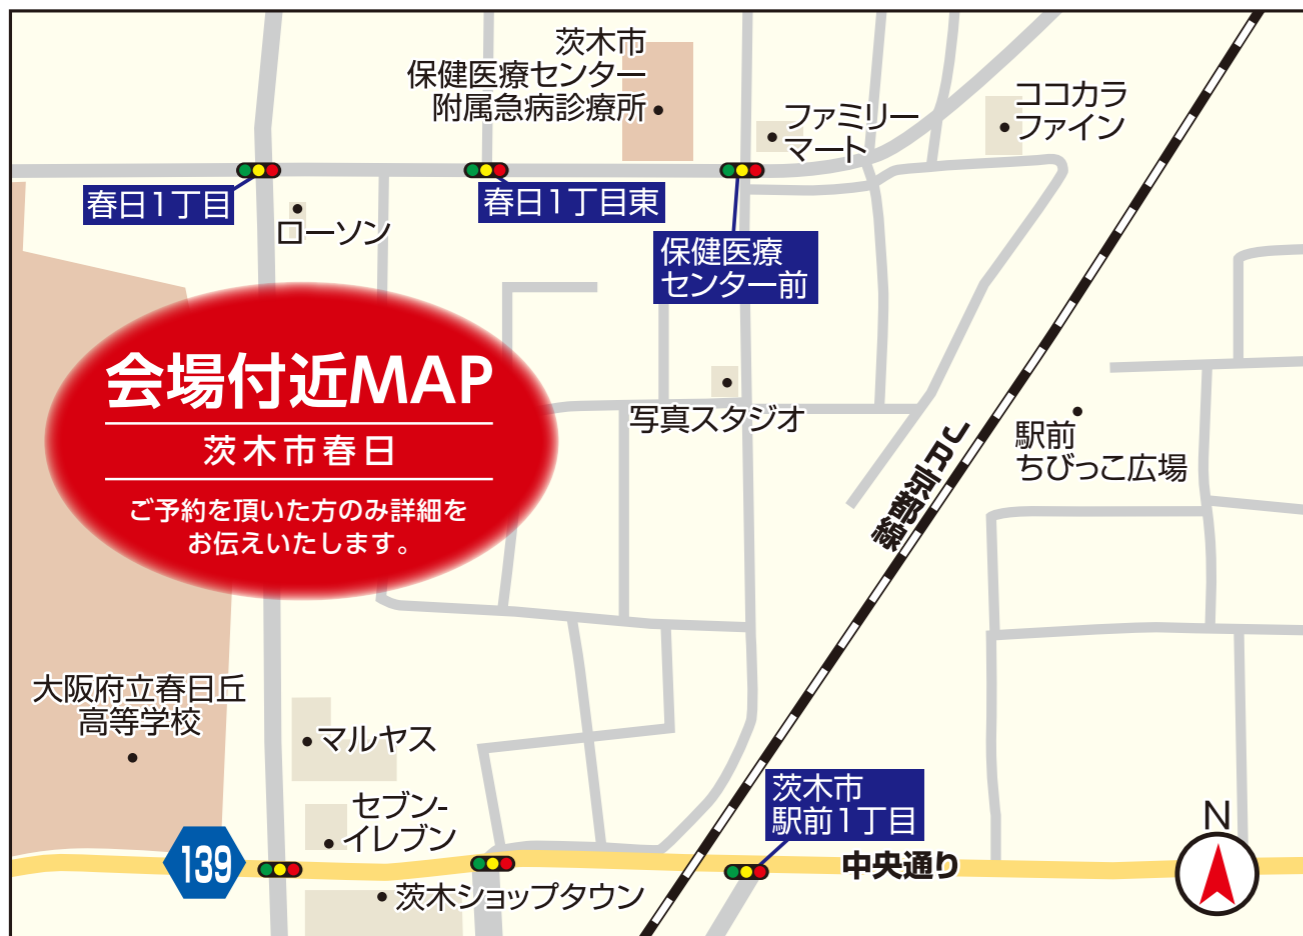 茨木市
保健医療センター
附属急病診療所
ファミリー
マート
ココカラ
ファイン
春日1丁目
春日1丁目東
ローソン
保健医療
センター前
会場付近MAP
茨木市春日
ご予約を頂いた方のみ詳細を
お伝えいたします。
写真スタジオ
JR京都線
駅前
ちびっこ広場
大阪府立春日丘
高等学校
マルヤス
セブン-
イレブン
茨木市
駅前1丁目
139
中央通り
茨木ショップタウン
N